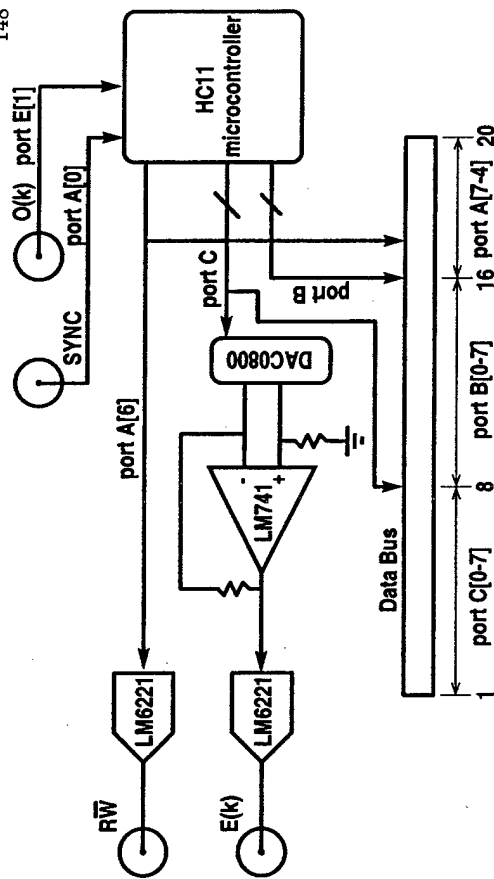 148
O(k)
port E[1]
SYNC
port A[0]
HC11
microcontroller
port A[6]
port C
port B
DAC0800
LM741
-
+
LM6221
LM6221
RW̅
E(k)
Data Bus
1
8
16
20
port C[0-7]
port B[0-7]
port A[7-4]